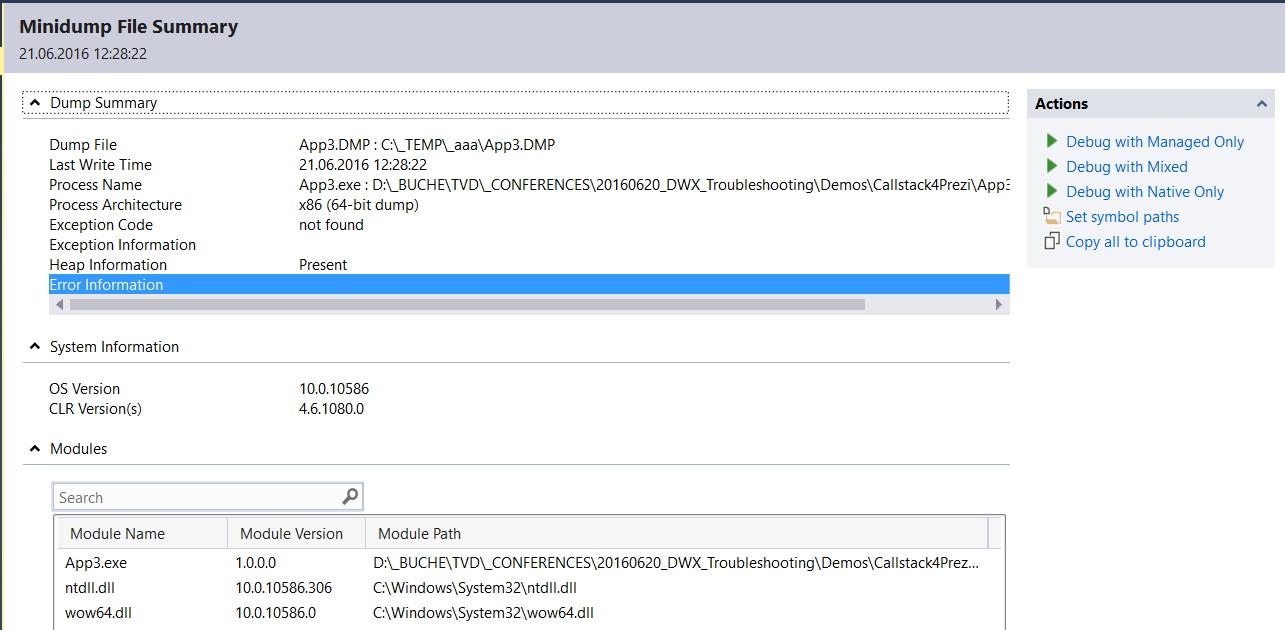 Minidump File Summary
21.06.2016 12:28:22
Dump Summary
Dump File App3.DMP : C:\_TEMP\_aaa\App3.DMP
Last Write Time 21.06.2016 12:28:22
Process Name App3.exe : D:\_BUCHE\TVD\_CONFERENCES\20160620_DWX_Troubleshooting\Demos\Callstack4Prezi\App3
Process Architecture x86 (64-bit dump)
Exception Code not found
Exception Information
Heap Information Present
Error Information
System Information
OS Version 10.0.10586
CLR Version(s) 4.6.1080.0
Modules
Search
Module Name Module Version Module Path
App3.exe 1.0.0.0 D:\_BUCHE\TVD\_CONFERENCES\20160620_DWX_Troubleshooting\Demos\Callstack4Prez...
ntdll.dll 10.0.10586.306 C:\Windows\System32\ntdll.dll
wow64.dll 10.0.10586.0 C:\Windows\System32\wow64.dll
Actions
Debug with Managed Only
Debug with Mixed
Debug with Native Only
Set symbol paths
Copy all to clipboard